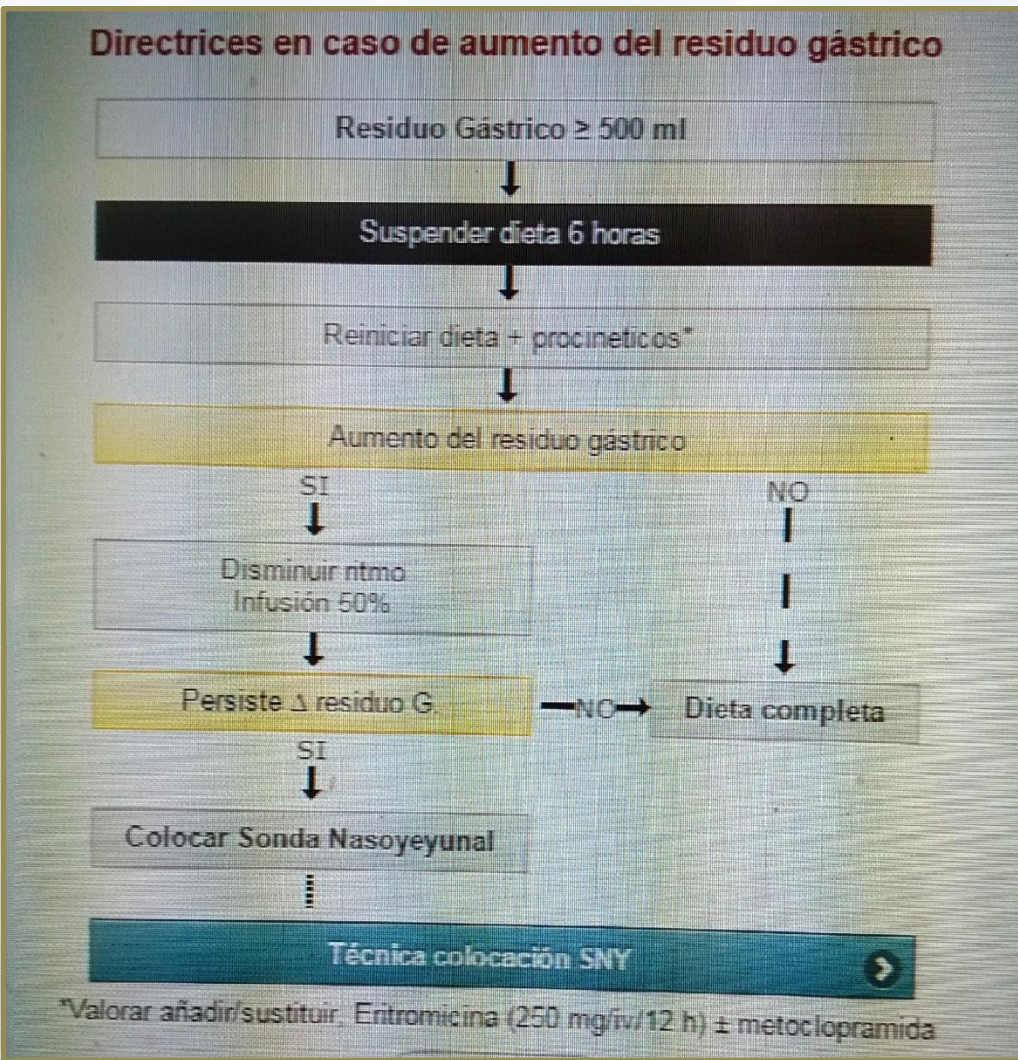 Directrices en caso de aumento del residuo gástrico
Residuo Gástrico ≥ 500 ml
Suspender dieta 6 horas
Reiniciar dieta + procineticos*
Aumento del residuo gástrico
SI
NO
Disminuir ritmo
Infusión 50%
Persiste Δ residuo G.
NO
Dieta completa
SI
Colocar Sonda Nasoyeyunal
Técnica colocación SNY
*Valorar añadir/sustituir, Eritromicina (250 mg/iv/12 h) ± metoclopramida